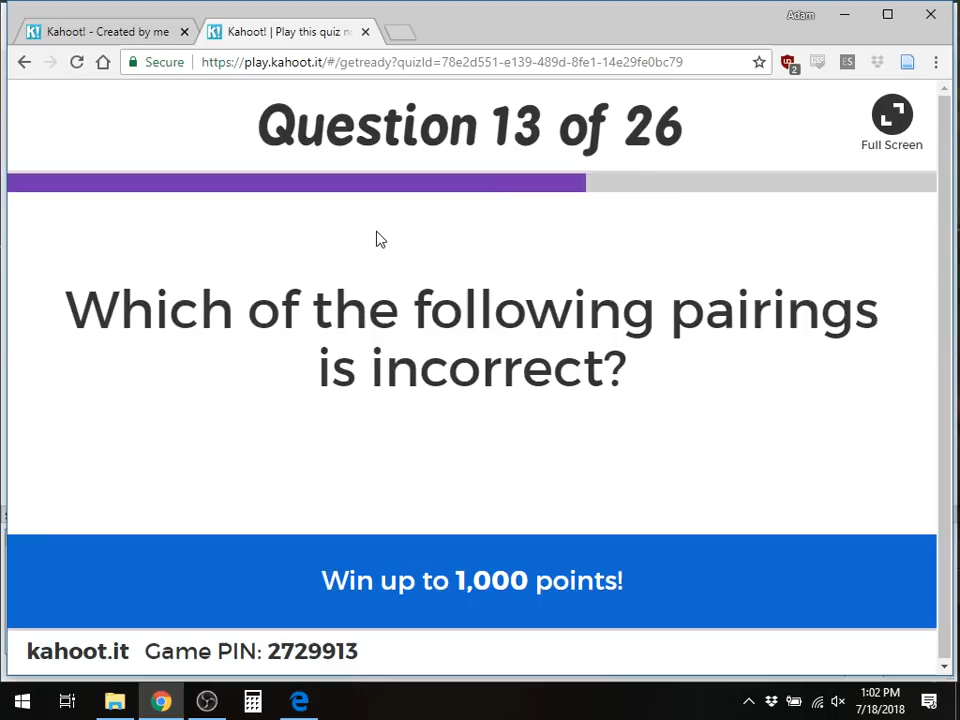 Adam
K! Kahoot! - Created by me
K! Kahoot! | Play this quiz n
Secure
https://play.kahoot.it/#/getready?quizId=78e2d551-e139-489d-8fe1-14e29fe0bc79
2
ES
Question 13 of 26
Full Screen
Which of the following pairings
is incorrect?
Win up to 1,000 points!
kahoot.it Game PIN: 2729913
1:02 PM
7/18/2018